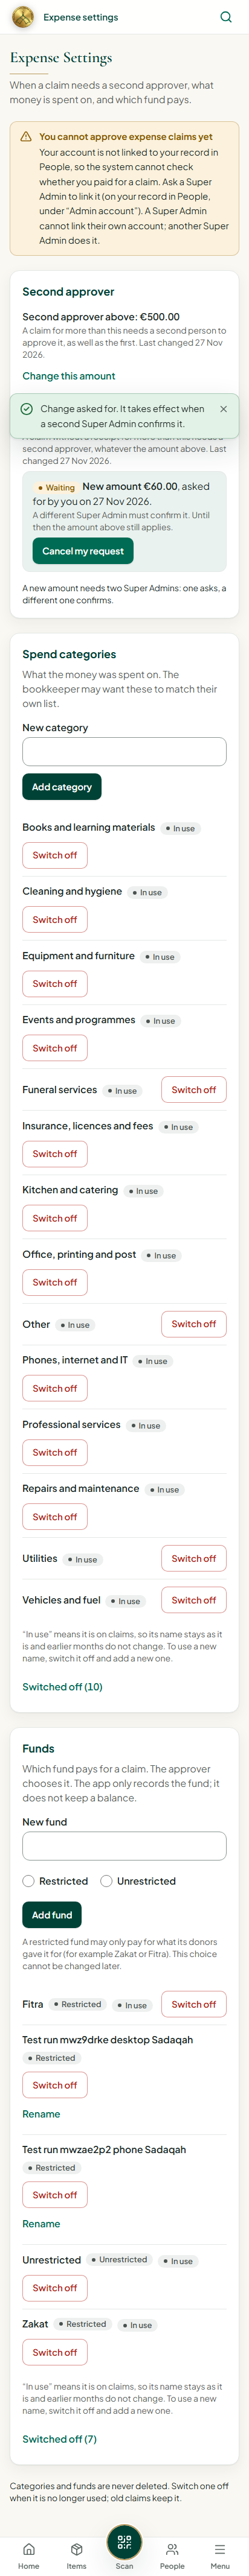 Expense settings
Expense Settings
When a claim needs a second approver, what
money is spent on, and which fund pays.
You cannot approve expense claims yet
Your account is not linked to your record in
People, so the system cannot check
whether you paid for a claim. Ask a Super
Admin to link it (on your record in People,
under “Admin account”). A Super Admin
cannot link their own account; another Super
Admin does it.
Second approver
Second approver above: €500.00
A claim for more than this needs a second person to
approve it, as well as the first. Last changed 27 Nov
2026.
Change this amount
Change asked for. It takes effect when
a second Super Admin confirms it.
second approver, whatever the amount above. Last
changed 27 Nov 2026.
Waiting New amount €60.00, asked
for by you on 27 Nov 2026.
A different Super Admin must confirm it. Until
then the amount above still applies.
Cancel my request
A new amount needs two Super Admins: one asks, a
different one confirms.
Spend categories
What the money was spent on. The
bookkeeper may want these to match their
own list.
New category
Add category
Books and learning materials In use
Switch off
Cleaning and hygiene In use
Switch off
Equipment and furniture In use
Switch off
Events and programmes In use
Switch off
Funeral services In use Switch off
Insurance, licences and fees In use
Switch off
Kitchen and catering In use
Switch off
Office, printing and post In use
Switch off
Other In use Switch off
Phones, internet and IT In use
Switch off
Professional services In use
Switch off
Repairs and maintenance In use
Switch off
Utilities In use Switch off
Vehicles and fuel In use Switch off
“In use” means it is on claims, so its name stays as it
is and earlier months do not change. To use a new
name, switch it off and add a new one.
Switched off (10)
Funds
Which fund pays for a claim. The approver
chooses it. The app only records the fund; it
does not keep a balance.
New fund
Restricted Unrestricted
Add fund
A restricted fund may only pay for what its donors
gave it for (for example Zakat or Fitra). This choice
cannot be changed later.
Fitra Restricted In use Switch off
Test run mwz9drke desktop Sadaqah
Restricted
Switch off
Rename
Test run mwzae2p2 phone Sadaqah
Restricted
Switch off
Rename
Unrestricted Unrestricted In use
Switch off
Zakat Restricted In use
Switch off
“In use” means it is on claims, so its name stays as it
is and earlier months do not change. To use a new
name, switch it off and add a new one.
Switched off (7)
Categories and funds are never deleted. Switch one off
when it is no longer used; old claims keep it.
Home Items Scan People Menu